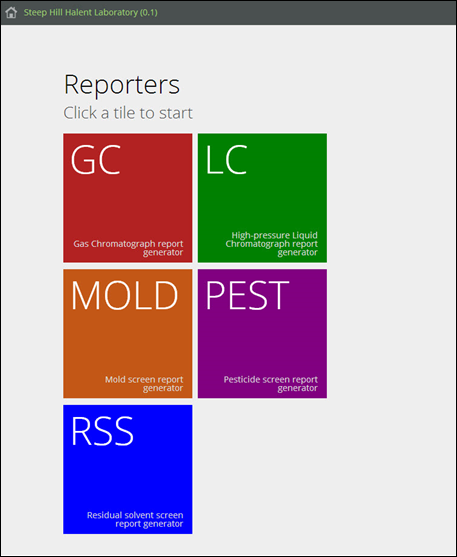 Steep Hill Halent Laboratory (0.1)
Reporters
Click a tile to start
GC
Gas Chromatograph report
generator
LC
High-pressure Liquid
Chromatograph report
generator
MOLD
Mold screen report
generator
PEST
Pesticide screen report
generator
RSS
Residual solvent screen
report generator